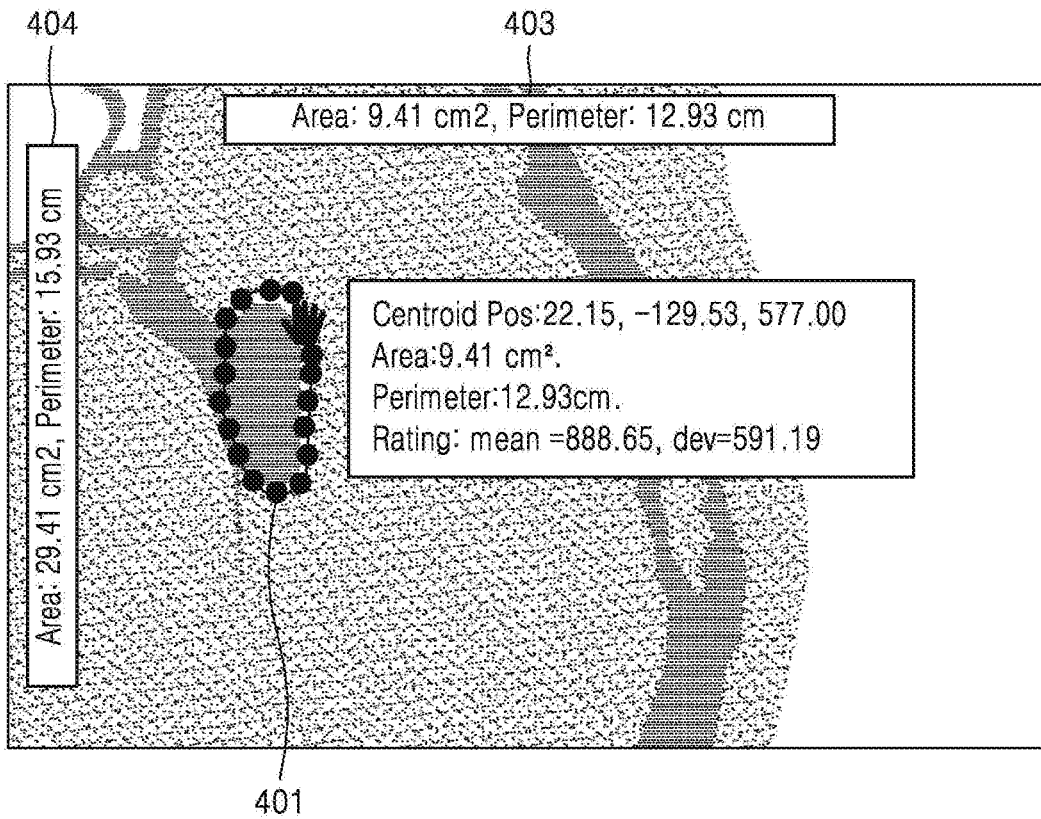 404
403
Area: 9.41 cm2, Perimeter: 12.93 cm
Area: 29.41 cm2, Perimeter: 15.93 cm
Centroid Pos:22.15, -129.53, 577.00
Area:9.41 cm².
Perimeter:12.93cm.
Rating: mean =888.65, dev=591.19
401